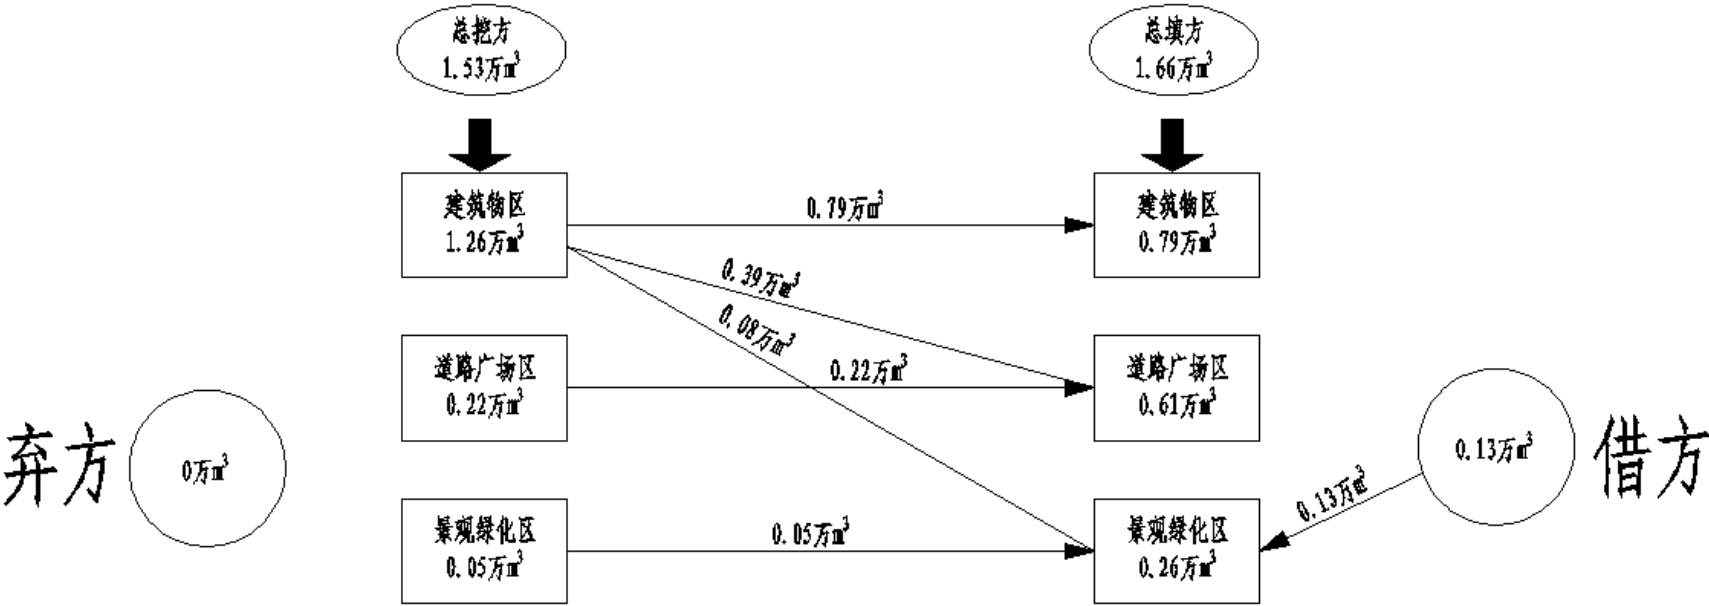 总挖方
1.53万m³
总填方
1.66万m³
建筑物区
1.26万m³
0.79万m³
建筑物区
0.79万m³
0.39万m³
0.08万m³
道路广场区
0.22万m³
0.22万m³
道路广场区
0.61万m³
弃方
0万m³
0.13万m³
借方
0.13万m³
景观绿化区
0.05万m³
0.05万m³
景观绿化区
0.26万m³